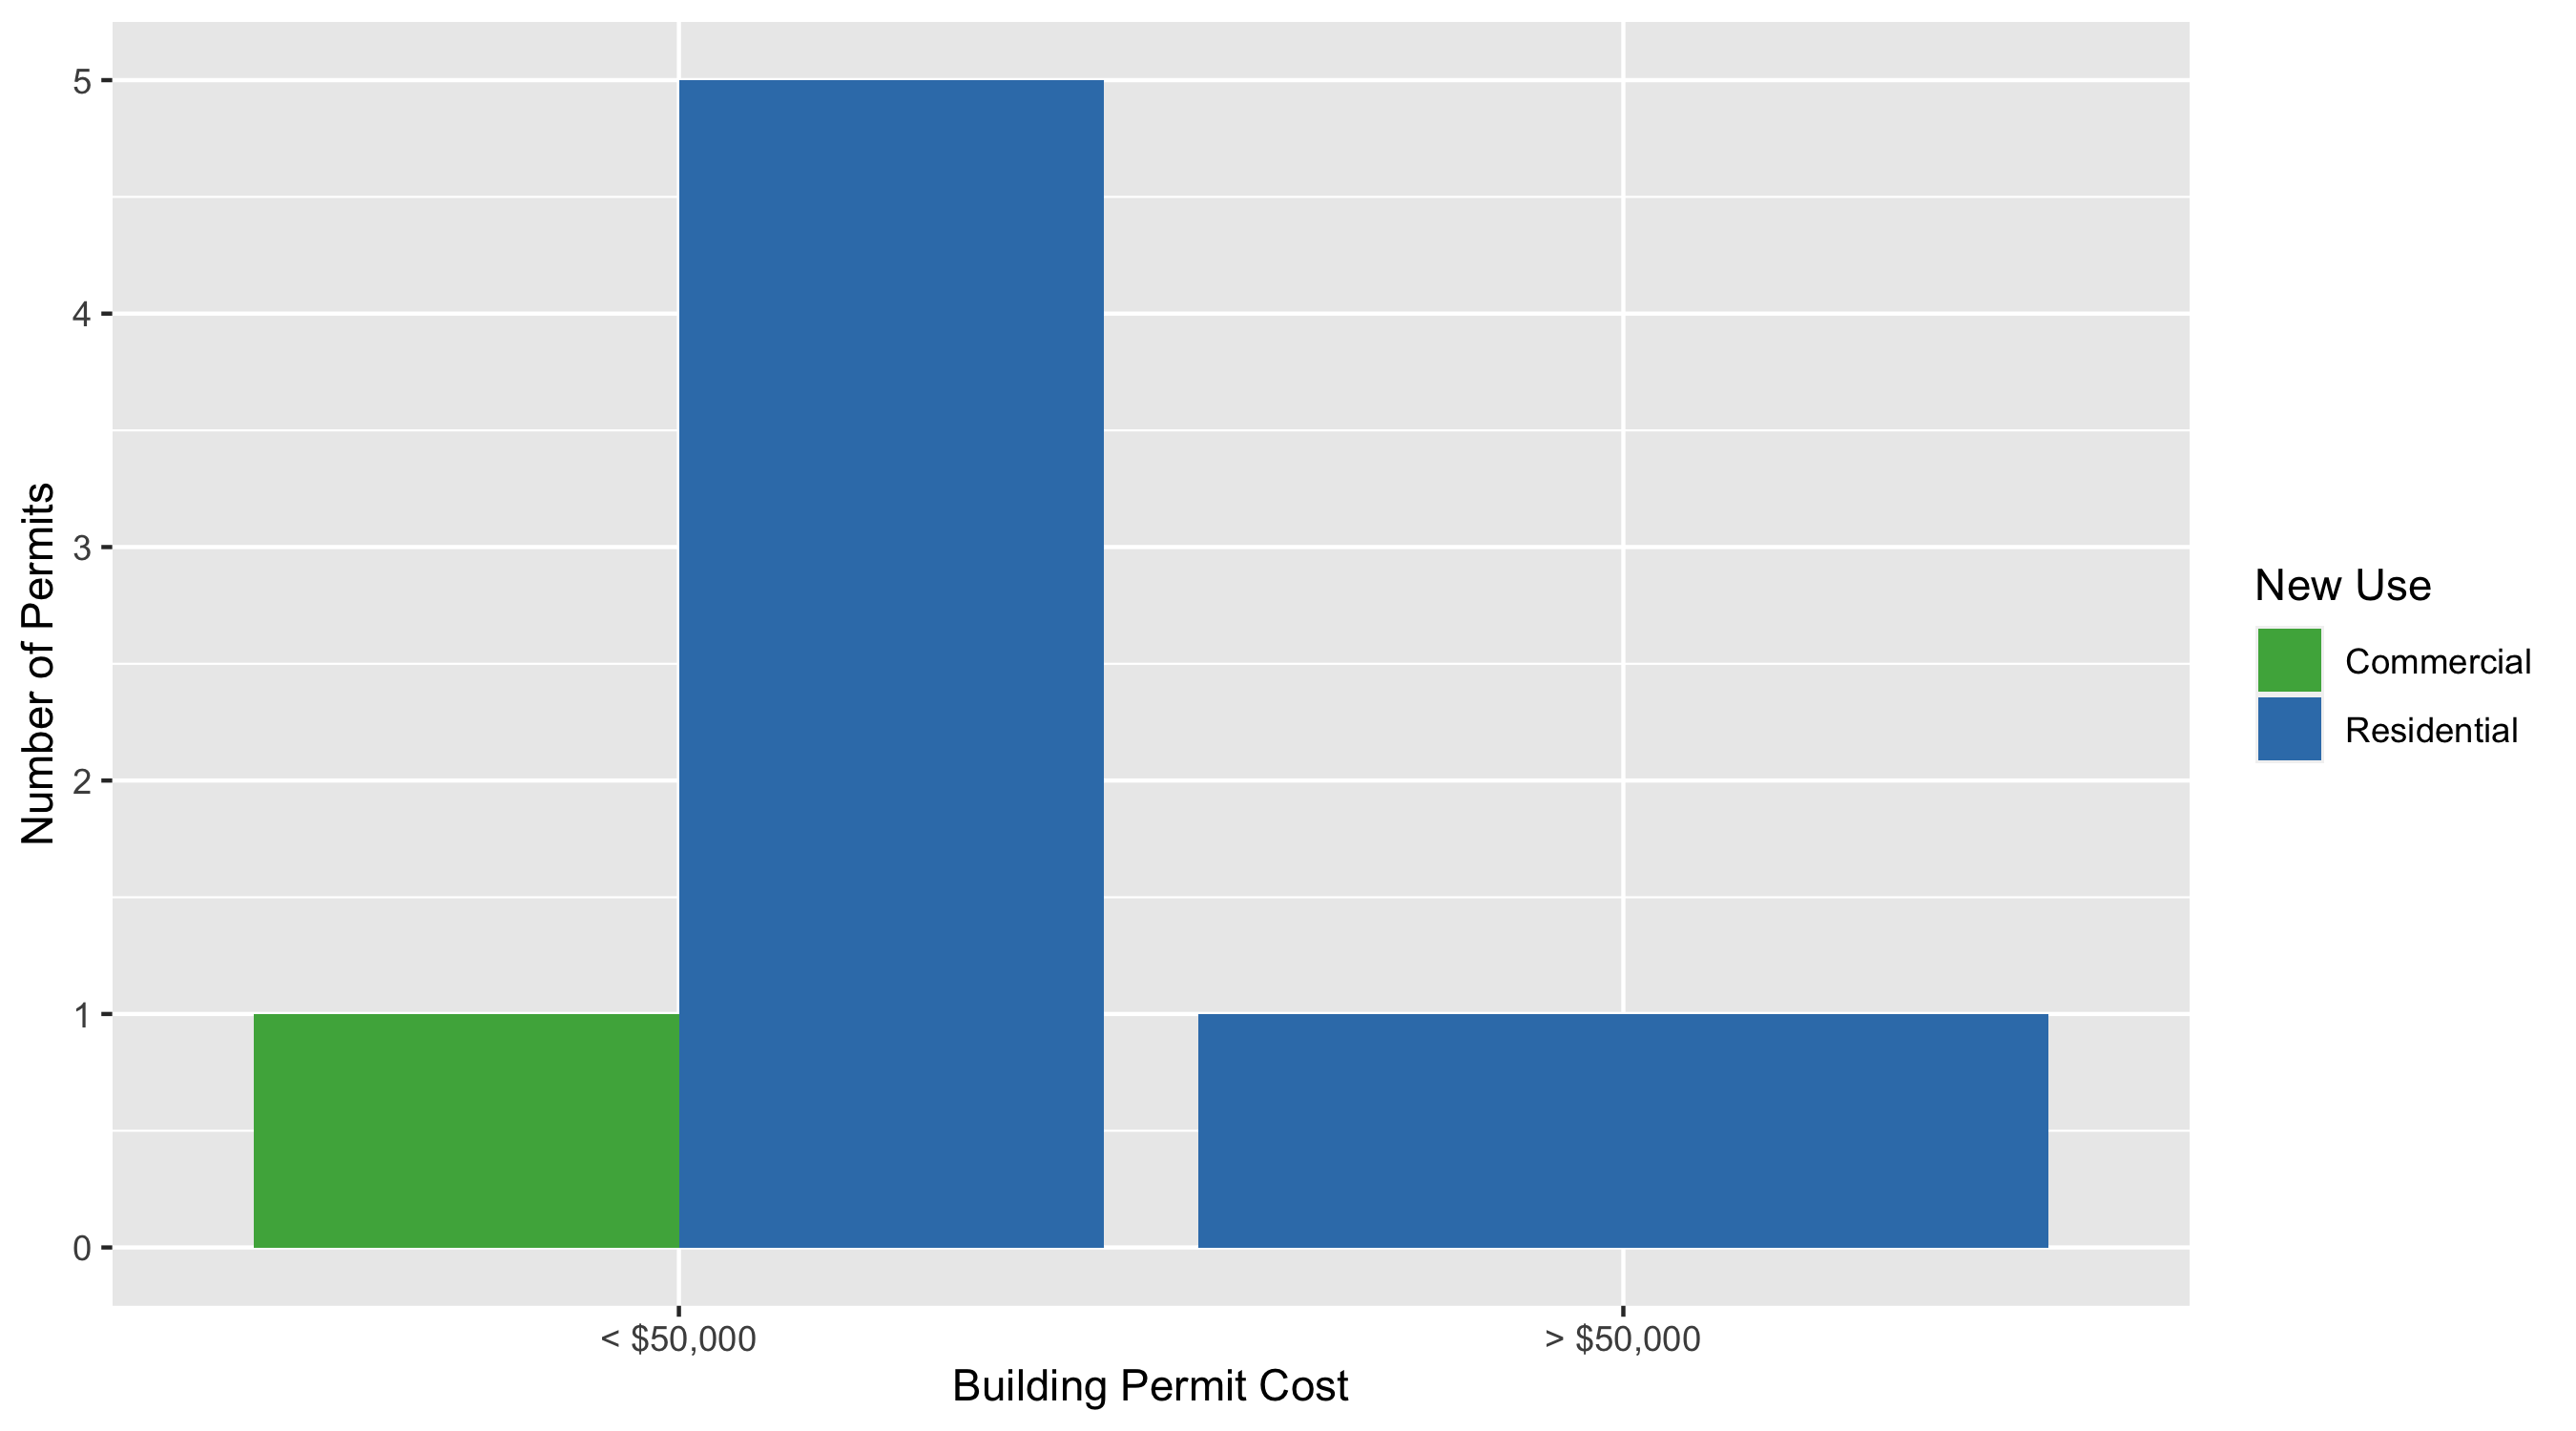 Number of Permits
5
4
3
2
1
0
< $50,000
> $50,000
Building Permit Cost
New Use
Commercial
Residential